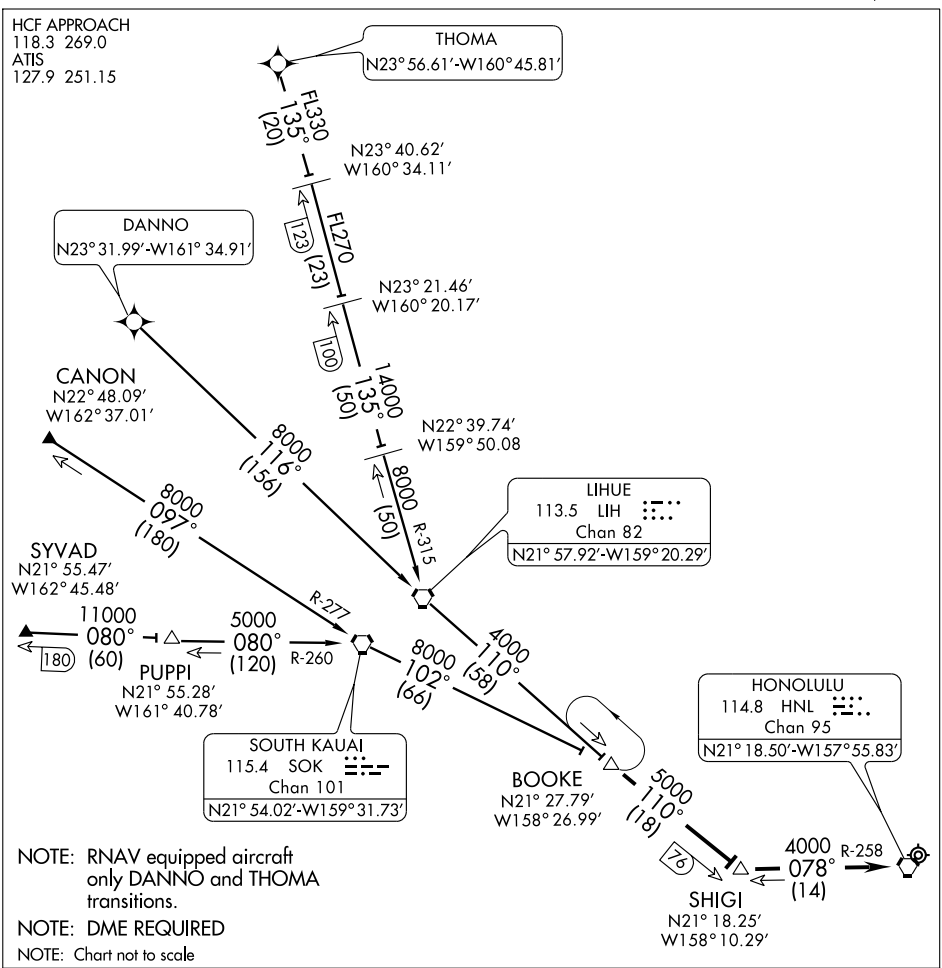 HCF APPROACH
118.3 269.0
ATIS
127.9 251.15
THOMA
N23° 56.61′-W160° 45.81′
FL330
135°
(20)
N23° 40.62′
W160° 34.11′
123
FL270
(23)
DANNO
N23° 31.99′-W161° 34.91′
N23° 21.46′
W160° 20.17′
100
14000
135°
(50)
CANON
N22° 48.09′
W162° 37.01′
8000
116°
(156)
N22° 39.74′
W159° 50.08
8000
(50)
R-315
LIHUE
113.5 LIH
Chan 82
N21° 57.92′-W159° 20.29′
8000
097°
(180)
R-277
SYVAD
N21° 55.47′
W162° 45.48′
11000
080°
(60)
180
PUPPI
N21° 55.28′
W161° 40.78′
5000
080°
(120)
R-260
8000
102°
(66)
4000
110°
(58)
SOUTH KAUAI
115.4 SOK
Chan 101
N21° 54.02′-W159° 31.73′
BOOKE
N21° 27.79′
W158° 26.99′
HONOLULU
114.8 HNL
Chan 95
N21° 18.50′-W157° 55.83′
5000
110°
(18)
76
SHIGI
N21° 18.25′
W158° 10.29′
4000
078°
(14)
R-258
NOTE: RNAV equipped aircraft
only DANNO and THOMA
transitions.
NOTE: DME REQUIRED
NOTE: Chart not to scale